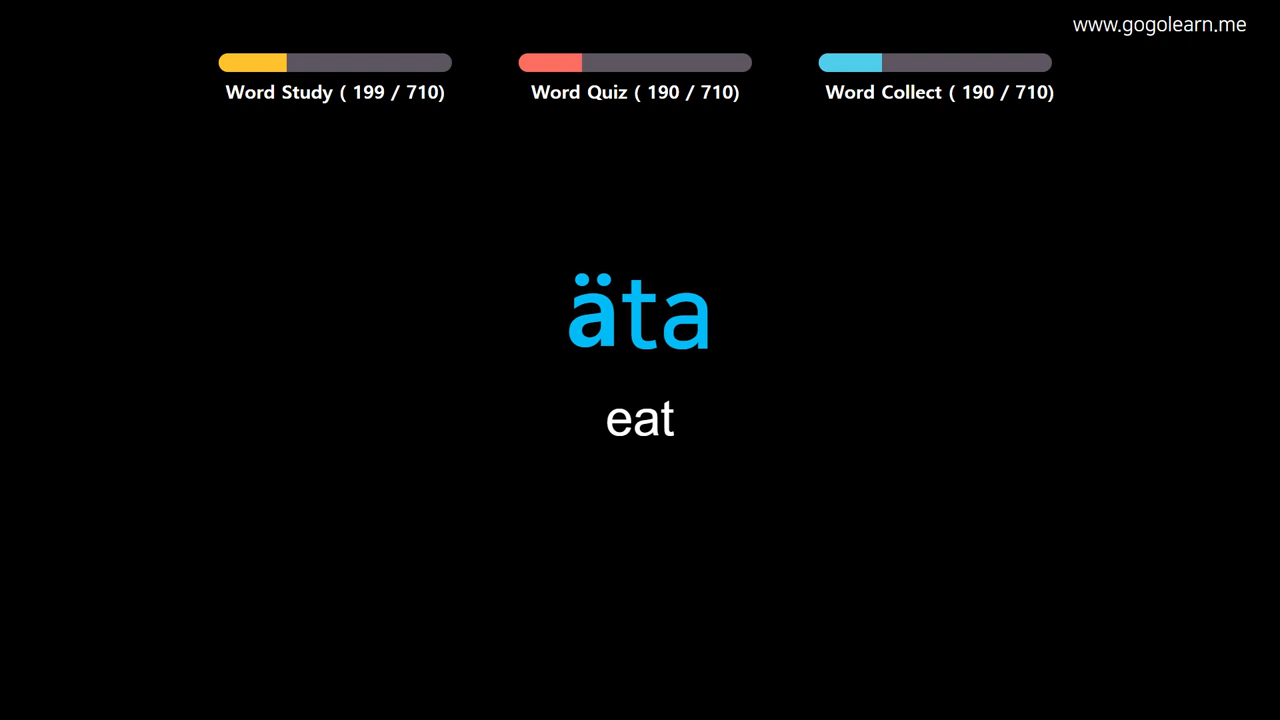 www.gogolearn.me
Word Study ( 199 / 710)
Word Quiz ( 190 / 710)
Word Collect ( 190 / 710)
äta
eat